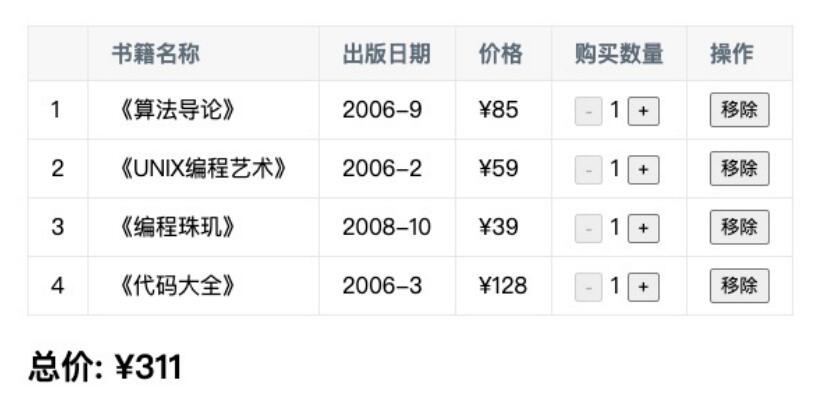 书籍名称 出版日期 价格 购买数量 操作
1 《算法导论》 2006-9 ¥85 - 1 + 移除
2 《UNIX编程艺术》 2006-2 ¥59 - 1 + 移除
3 《编程珠玑》 2008-10 ¥39 - 1 + 移除
4 《代码大全》 2006-3 ¥128 - 1 + 移除
总价: ¥311